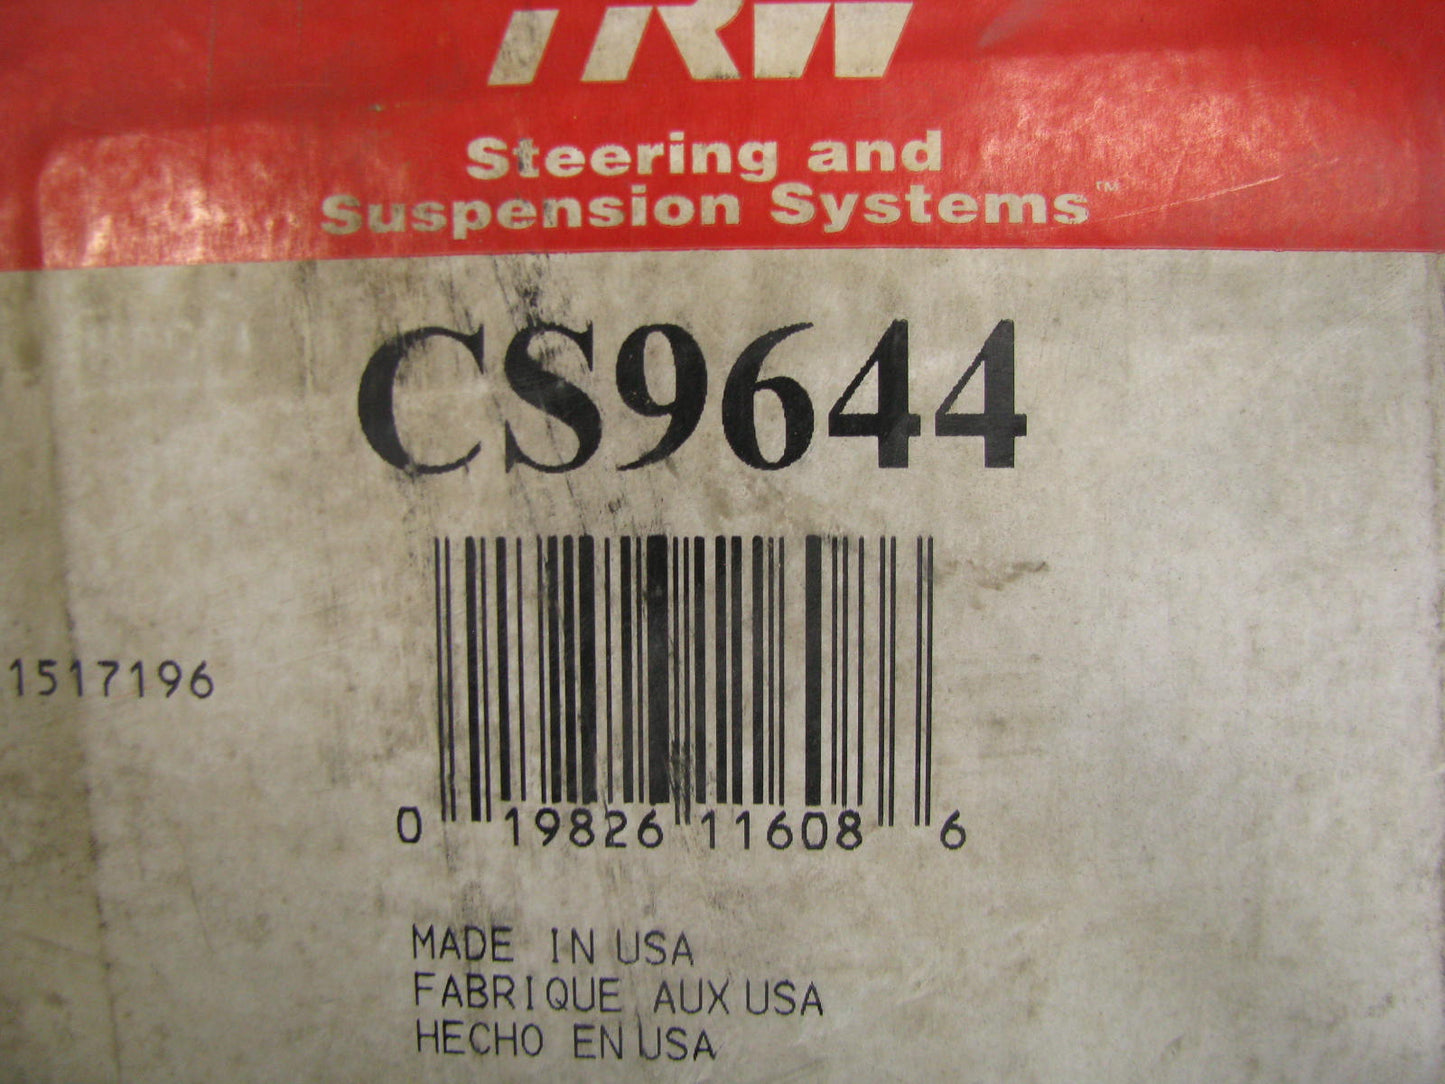 TRW
Steering and
Suspension Systems™
CS9644
1517196
0 19826 11608 6
MADE IN USA
FABRIQUE AUX USA
HECHO EN USA